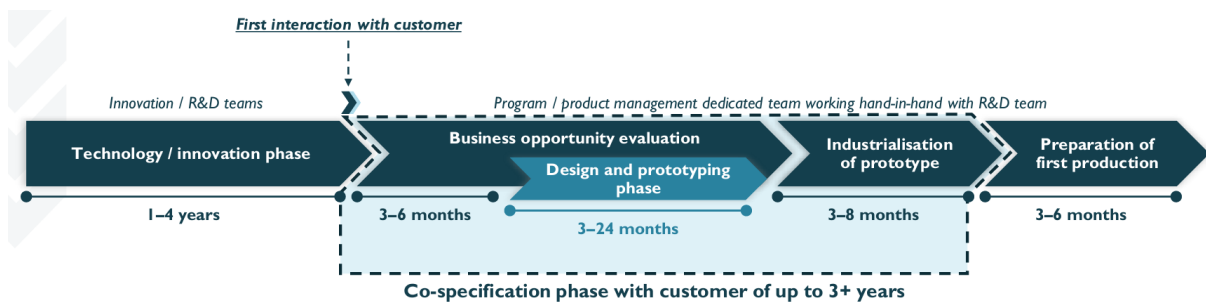 First interaction with customer
Innovation / R&D teams
Program / product management dedicated team working hand-in-hand with R&D team
Technology / innovation phase
Business opportunity evaluation
Design and prototyping
phase
Industrialisation
of prototype
Preparation of
first production
1–4 years
3–6 months
3–24 months
3–8 months
3–6 months
Co-specification phase with customer of up to 3+ years